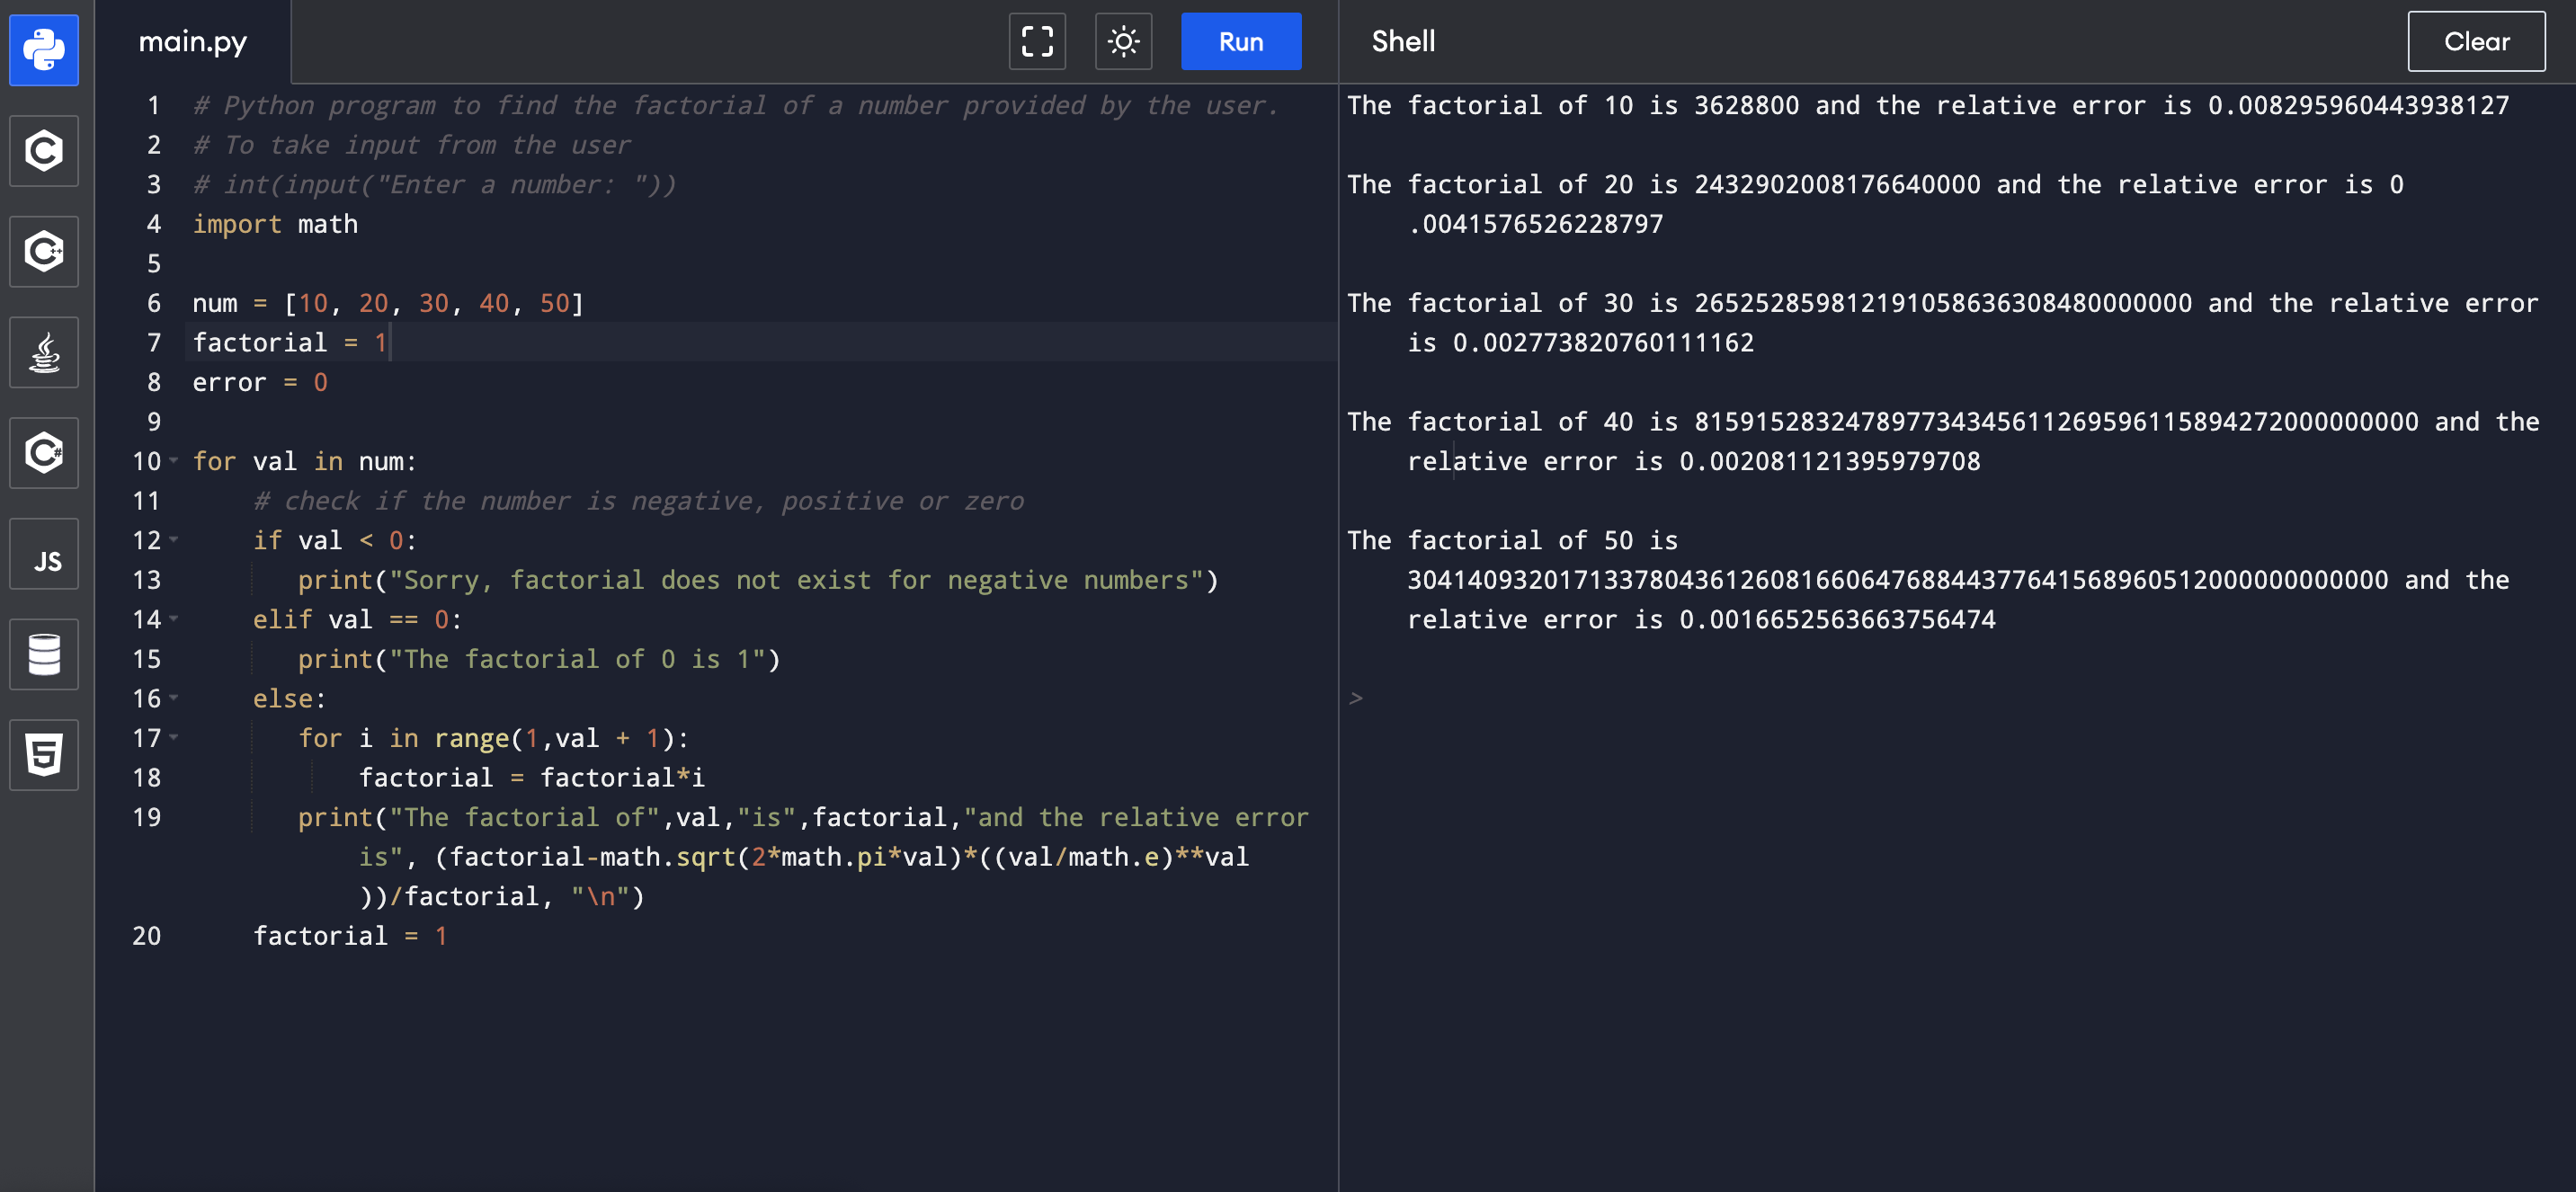 main.py
Run
Shell
Clear
C
C++
C#
JS
5
1 # Python program to find the factorial of a number provided by the user.
2 # To take input from the user
3 # int(input("Enter a number: "))
4 import math
5
6 num = [10, 20, 30, 40, 50]
7 factorial = 1
8 error = 0
9
10 for val in num:
11 # check if the number is negative, positive or zero
12 if val < 0:
13 print("Sorry, factorial does not exist for negative numbers")
14 elif val == 0:
15 print("The factorial of 0 is 1")
16 else:
17 for i in range(1,val + 1):
18 factorial = factorial*i
19 print("The factorial of",val,"is",factorial,"and the relative error
is", (factorial-math.sqrt(2*math.pi*val)*((val/math.e)**val
))/factorial, "\n")
20 factorial = 1
The factorial of 10 is 3628800 and the relative error is 0.008295960443938127
The factorial of 20 is 2432902008176640000 and the relative error is 0
.0041576526228797
The factorial of 30 is 265252859812191058636308480000000 and the relative error
is 0.002773820760111162
The factorial of 40 is 815915283247897734345611269596115894272000000000 and the
relative error is 0.002081121395979708
The factorial of 50 is
30414093201713378043612608166064768844377641568960512000000000000 and the
relative error is 0.0016652563663756474
>